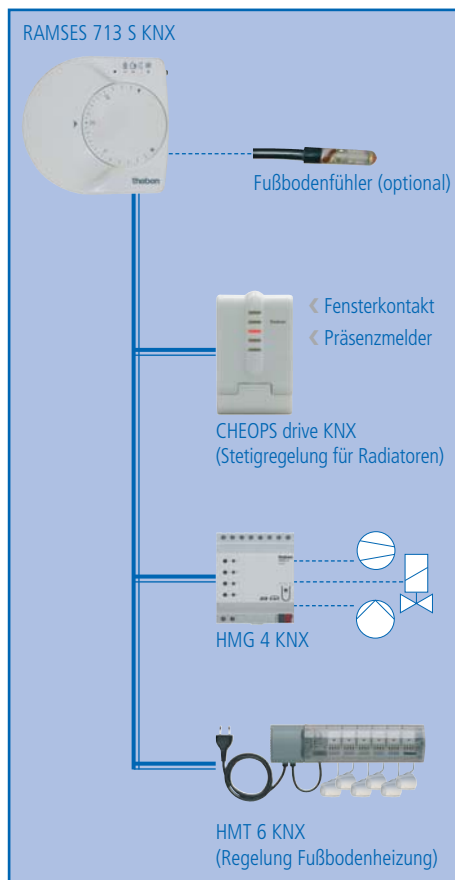 RAMSES 713 S KNX
theben
Fußbodenfühler (optional)
Fensterkontakt
Präsenzmelder
CHEOPS drive KNX
(Stetigregelung für Radiatoren)
HMG 4 KNX
HMT 6 KNX
(Regelung Fußbodenheizung)